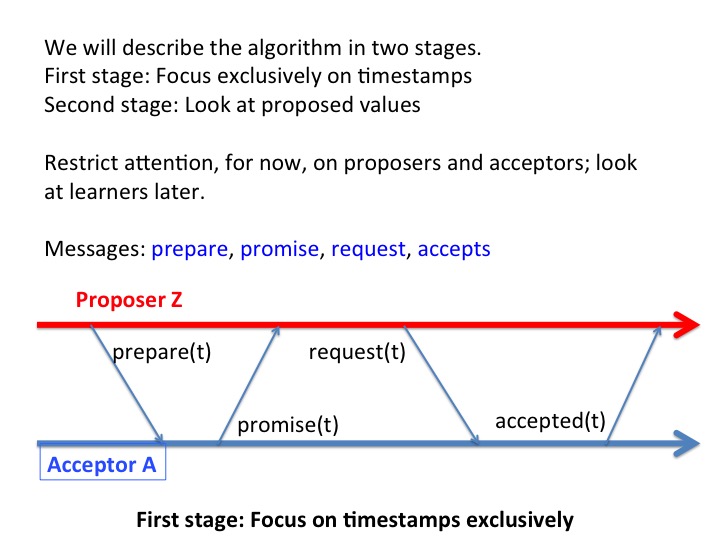 We will describe the algorithm in two stages.
First stage: Focus exclusively on timestamps
Second stage: Look at proposed values
Restrict attention, for now, on proposers and acceptors; look
at learners later.
Messages: prepare, promise, request, accepts
Proposer Z
prepare(t)
request(t)
promise(t)
accepted(t)
Acceptor A
First stage: Focus on timestamps exclusively